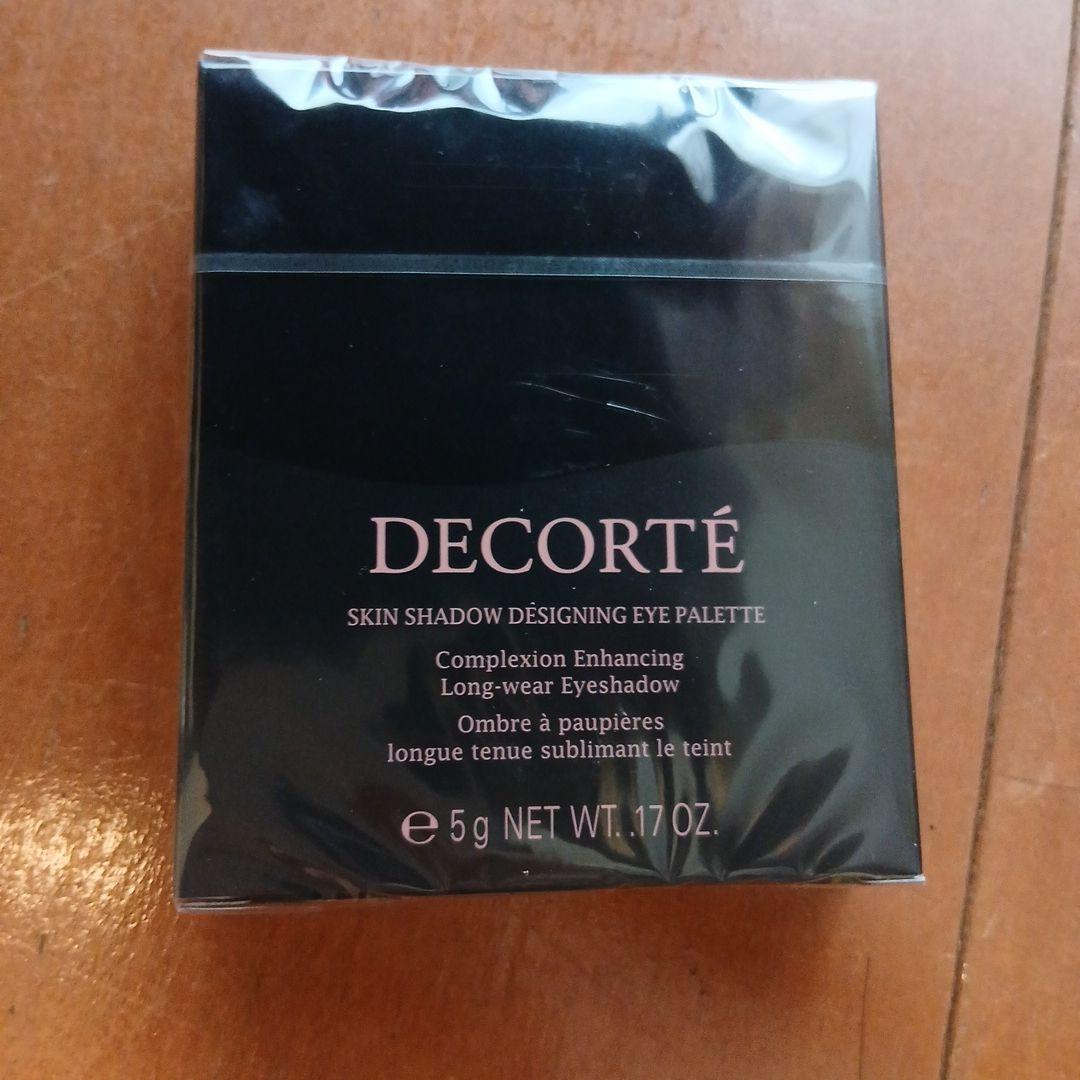 DECORTÉ
SKIN SHADOW DESIGNING EYE PALETTE
Complexion Enhancing
Long-wear Eyeshadow
Ombre à paupières
longue tenue sublimant le teint
℮ 5g NET WT. .17 OZ.